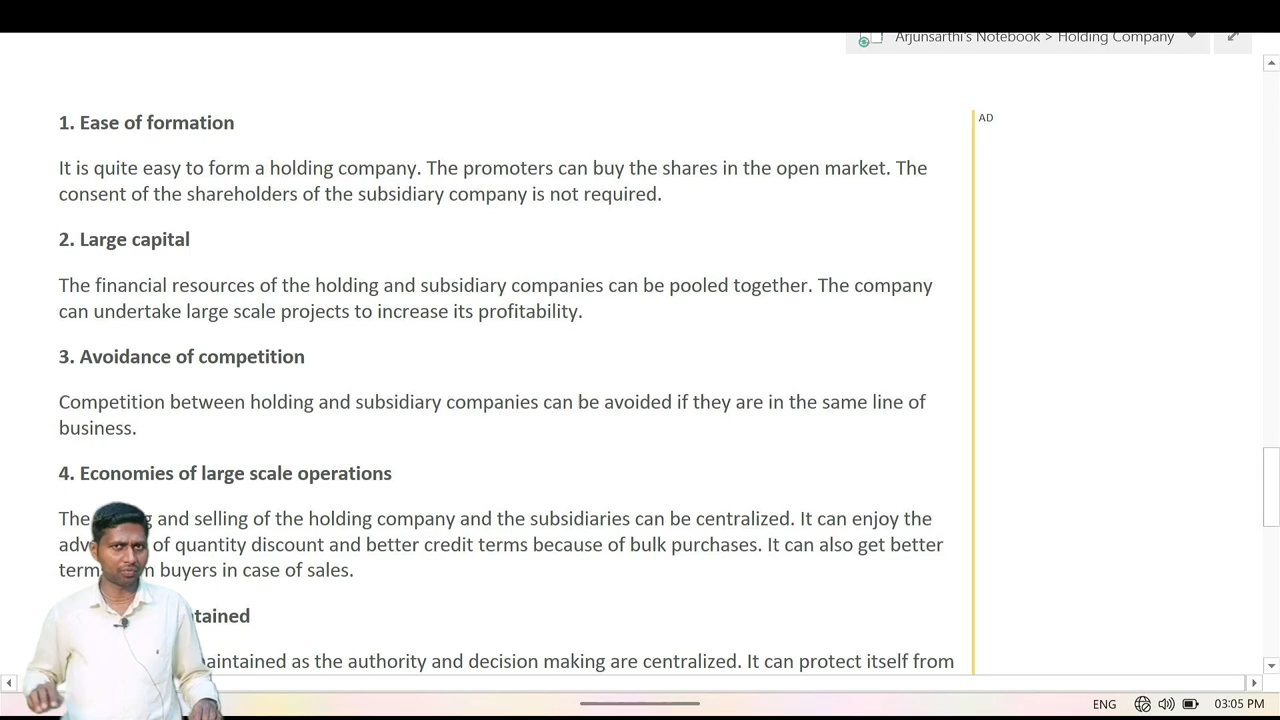 Arjunsarthi's Notebook > Holding Company
1. Ease of formation
AD
It is quite easy to form a holding company. The promoters can buy the shares in the open market. The
consent of the shareholders of the subsidiary company is not required.
2. Large capital
The financial resources of the holding and subsidiary companies can be pooled together. The company
can undertake large scale projects to increase its profitability.
3. Avoidance of competition
Competition between holding and subsidiary companies can be avoided if they are in the same line of
business.
4. Economies of large scale operations
The and selling of the holding company and the subsidiaries can be centralized. It can enjoy the
of quantity discount and better credit terms because of bulk purchases. It can also get better
buyers in case of sales.
as the authority and decision making are centralized. It can protect itself from
ENG 03:05 PM